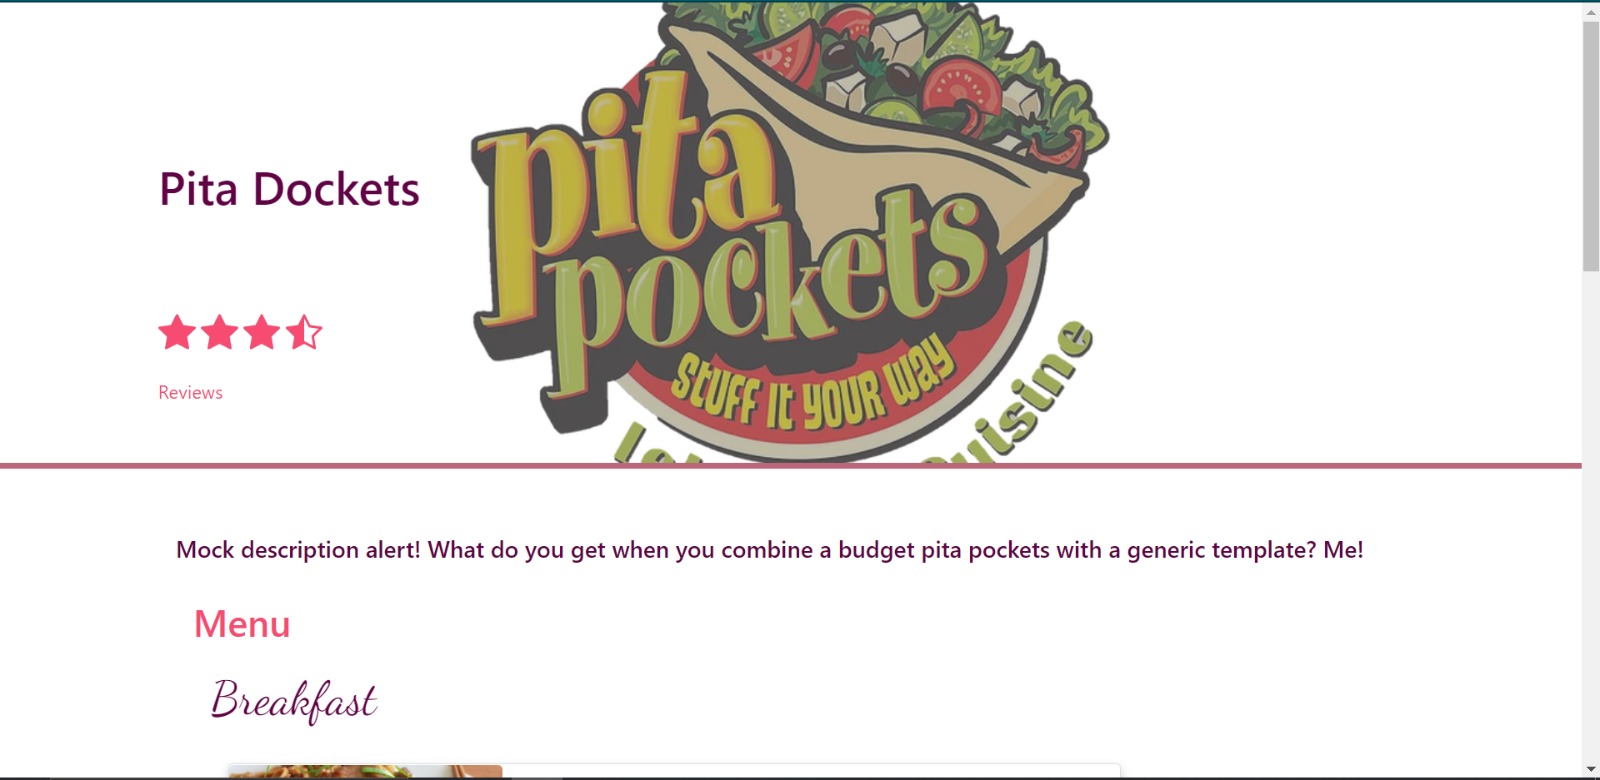 Pita Dockets
pita
pockets
STUFF IT YOUR WAY
Cuisine
Reviews
Mock description alert! What do you get when you combine a budget pita pockets with a generic template? Me!
Menu
Breakfast